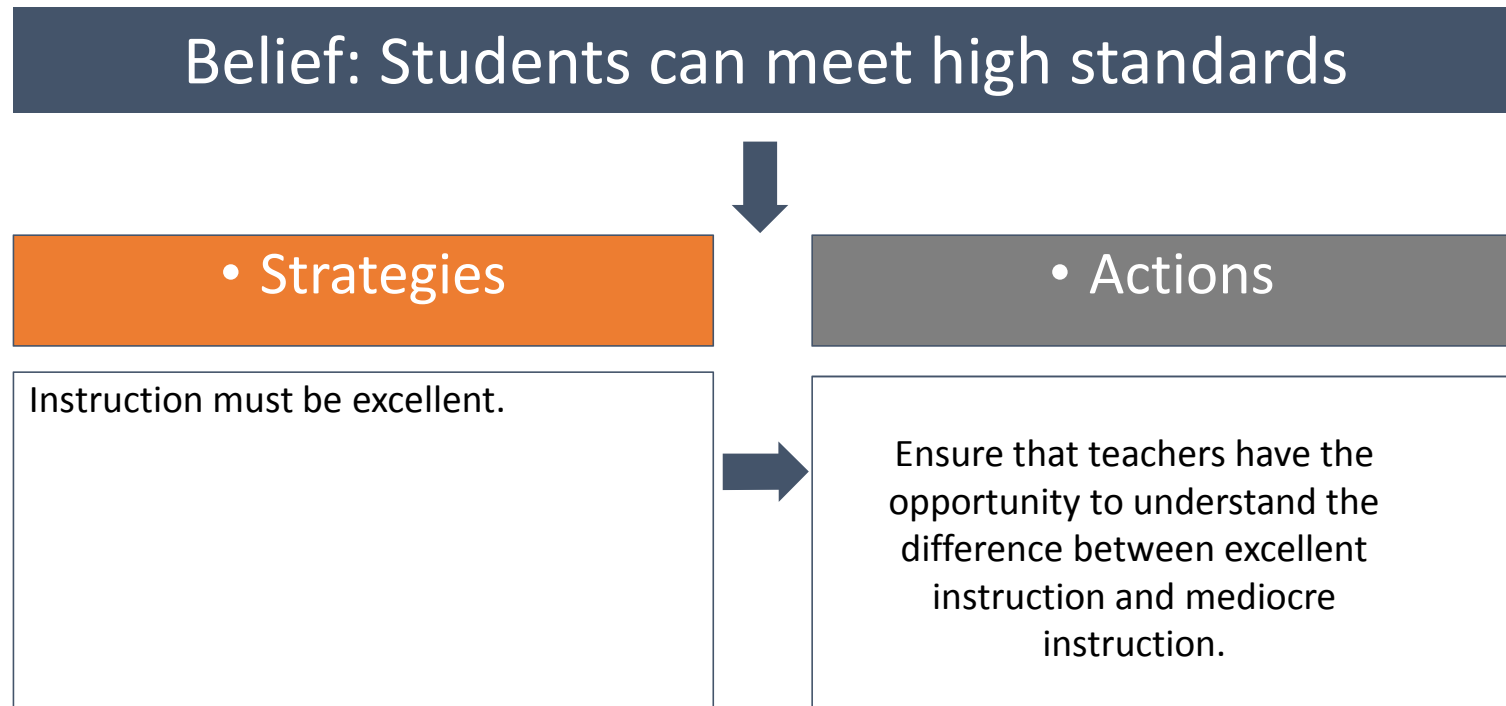 Belief: Students can meet high standards
• Strategies
• Actions
Instruction must be excellent.
Ensure that teachers have the
opportunity to understand the
difference between excellent
instruction and mediocre
instruction.